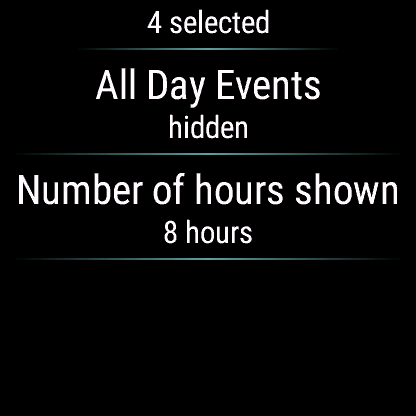 4 selected
All Day Events
hidden
Number of hours shown
8 hours